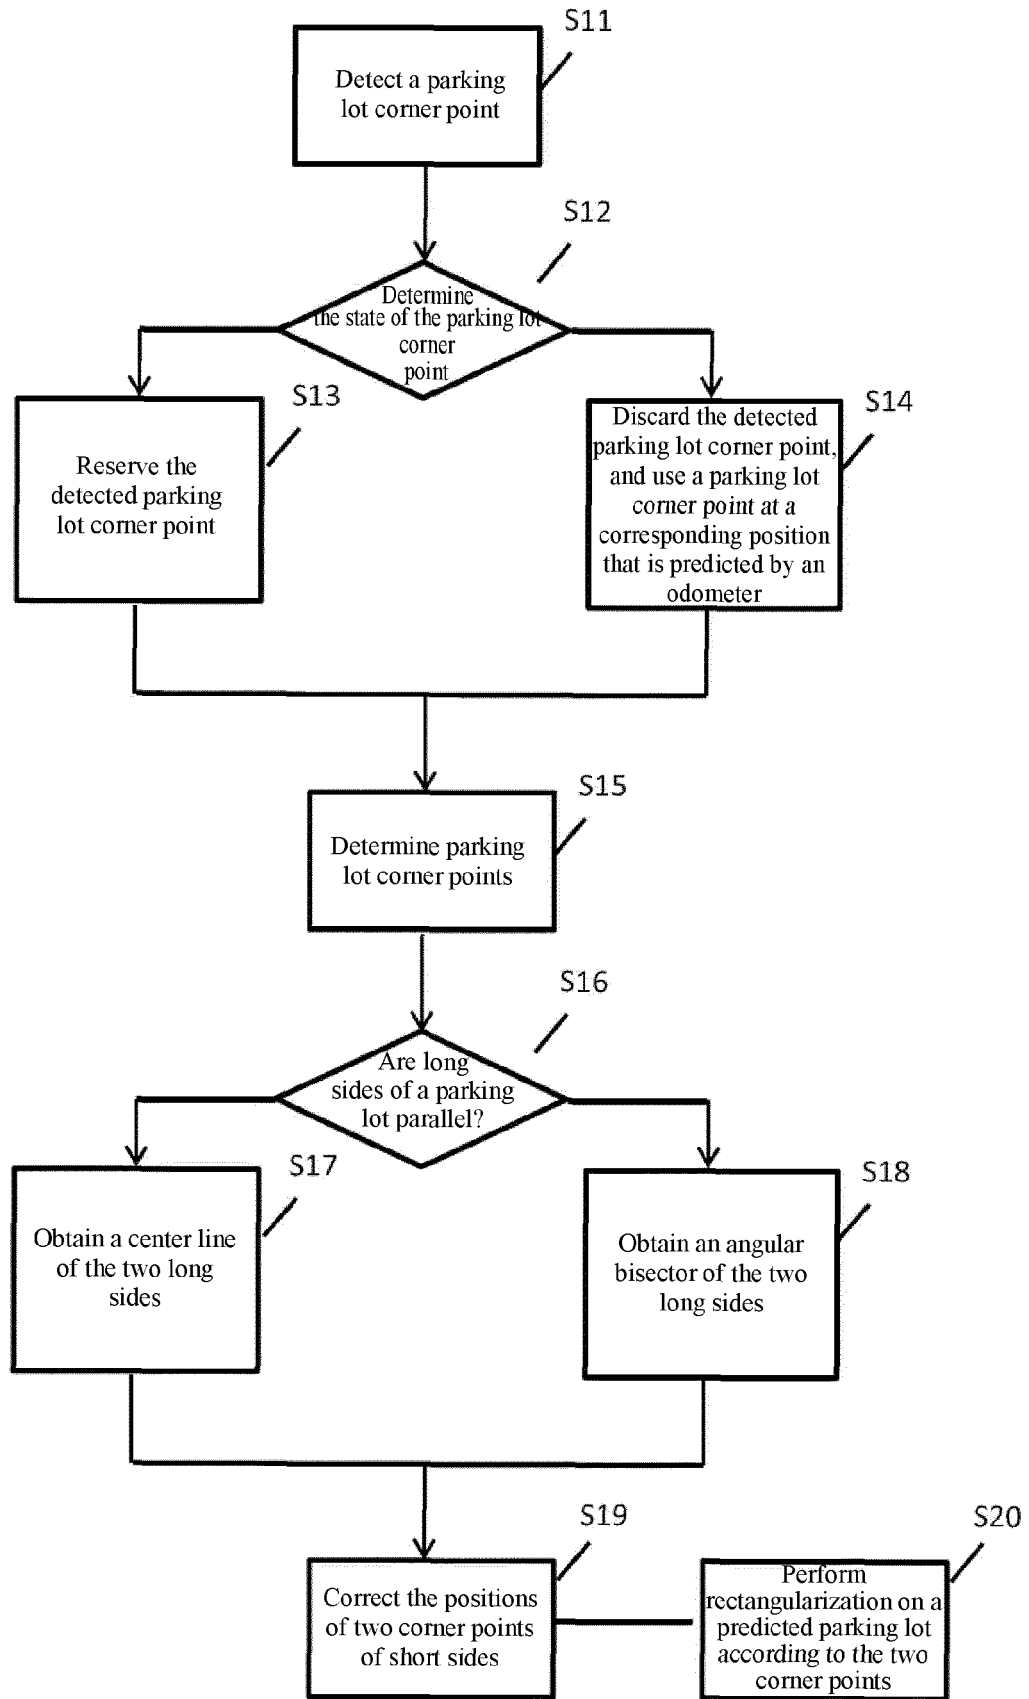 S11
Detect a parking
lot corner point
S12
Determine
the state of the parking lot
corner
point
S13
Reserve the
detected parking
lot corner point
S14
Discard the detected
parking lot corner point,
and use a parking lot
corner point at a
corresponding position
that is predicted by an
odometer
S15
Determine parking
lot corner points
S16
Are long
sides of a parking
lot parallel?
S17
Obtain a center line
of the two long
sides
S18
Obtain an angular
bisector of the two
long sides
S19
Correct the positions
of two corner points
of short sides
S20
Perform
rectangularization on a
predicted parking lot
according to the two
corner points